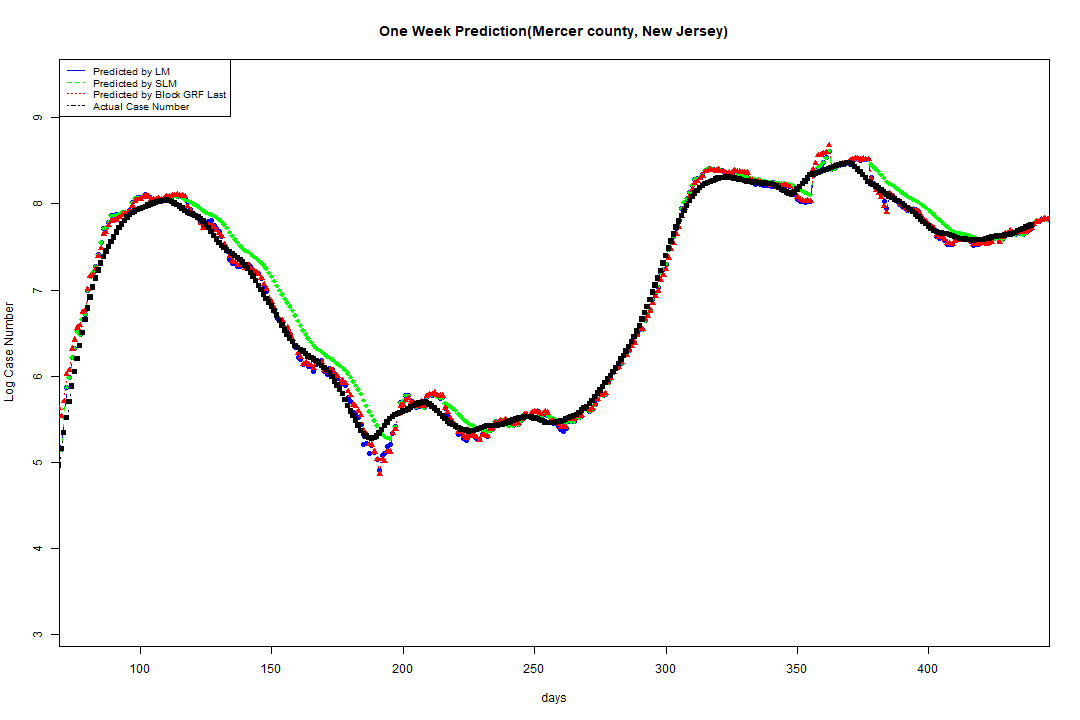 One Week Prediction(Mercer county, New Jersey)
Predicted by LM
Predicted by SLM
Predicted by Block GRF Last
Actual Case Number
9
8
7
6
5
4
3
Log Case Number
100 150 200 250 300 350 400
days